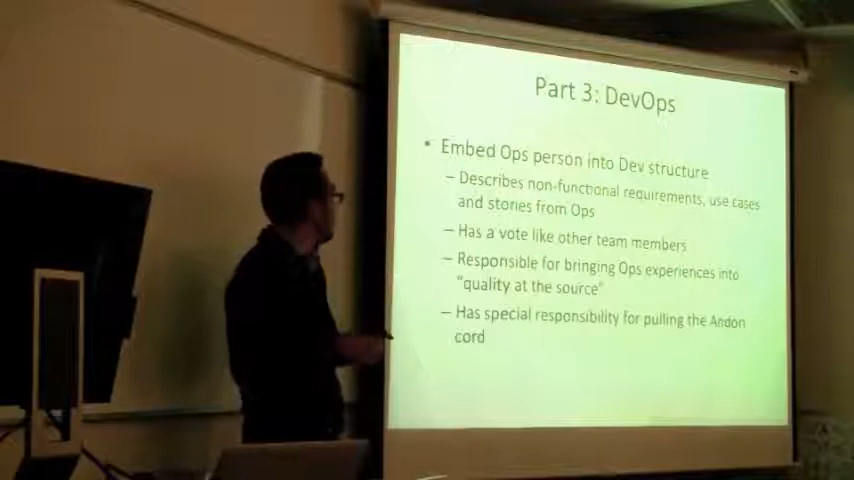 Part 3: DevOps
• Embed Ops person into Dev structure
– Describes non-functional requirements, use cases
and stories from Ops
– Has a vote like other team members
– Responsible for bringing Ops experiences into
"quality at the source"
– Has special responsibility for pulling the Andon
cord